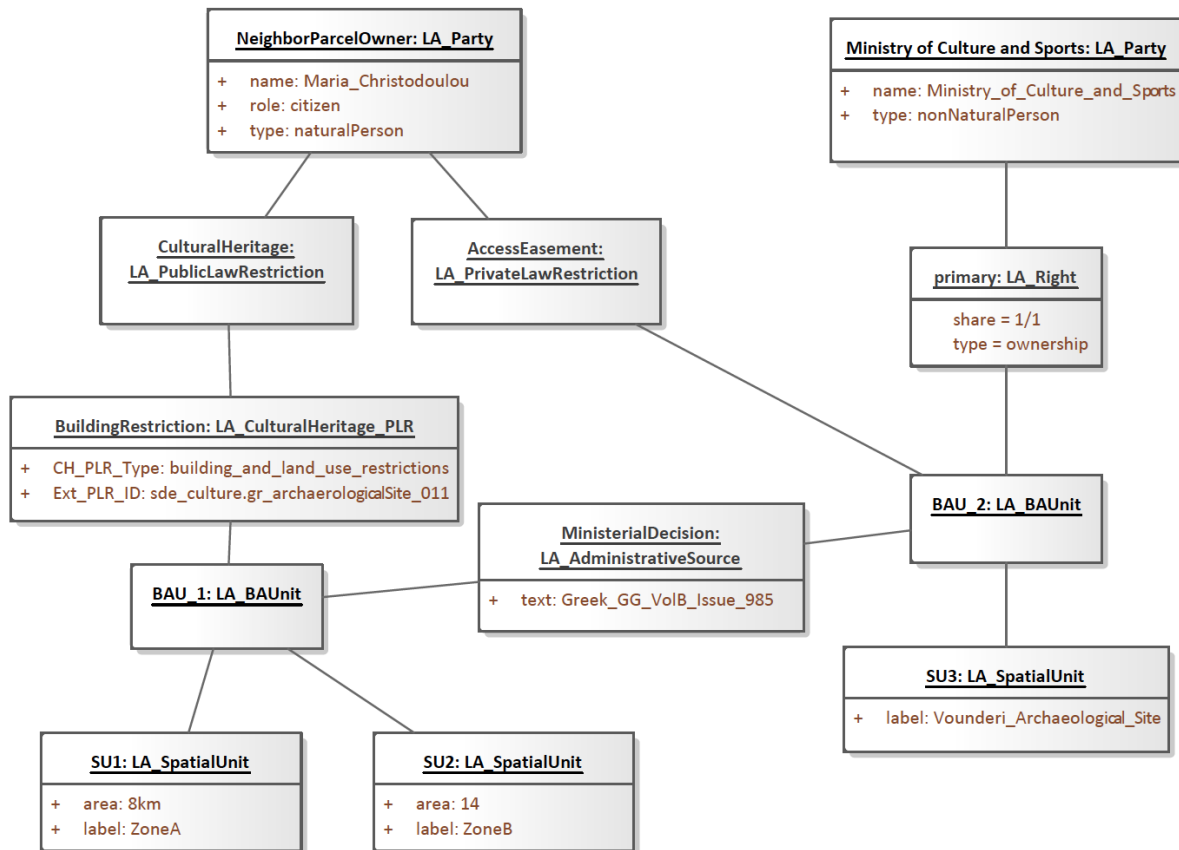 NeighborParcelOwner: LA_Party
+ name: Maria_Christodoulou
+ role: citizen
+ type: naturalPerson
Ministry of Culture and Sports: LA_Party
+ name: Ministry_of_Culture_and_Sports
+ type: nonNaturalPerson
CulturalHeritage:
LA_PublicLawRestriction
AccessEasement:
LA_PrivateLawRestriction
primary: LA_Right
share = 1/1
type = ownership
BuildingRestriction: LA_CulturalHeritage_PLR
+ CH_PLR_Type: building_and_land_use_restrictions
+ Ext_PLR_ID: sde_culture.gr_archaerologicalSite_011
MinisterialDecision:
LA_AdministrativeSource
+ text: Greek_GG_VolB_Issue_985
BAU_2: LA_BAUnit
BAU_1: LA_BAUnit
SU3: LA_SpatialUnit
+ label: Vounderi_Archaeological_Site
SU1: LA_SpatialUnit
+ area: 8km
+ label: ZoneA
SU2: LA_SpatialUnit
+ area: 14
+ label: ZoneB